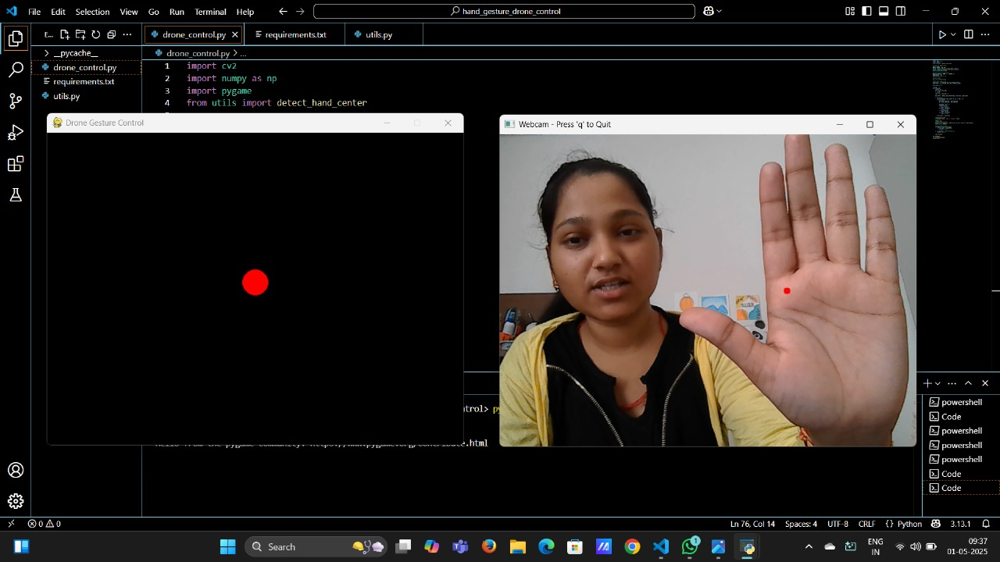 File Edit Selection View Go Run Terminal Help
hand_gesture_drone_control
E...
drone_control.py
requirements.txt
utils.py
__pycache__
drone_control.py
requirements.txt
utils.py
drone_control.py > ...
1 import cv2
2 import numpy as np
3 import pygame
4 from utils import detect_hand_center
Drone Gesture Control
Webcam - Press 'q' to Quit
ntrol> py
Hello from the pygame community. https://www.pygame.org/contribute.html
powershell
Code
powershell
powershell
powershell
Code
Code
0 0
Ln 76, Col 14 Spaces: 4 UTF-8 CRLF {} Python 3.13.1
Search
1
ENG
IN
09:37
01-05-2025